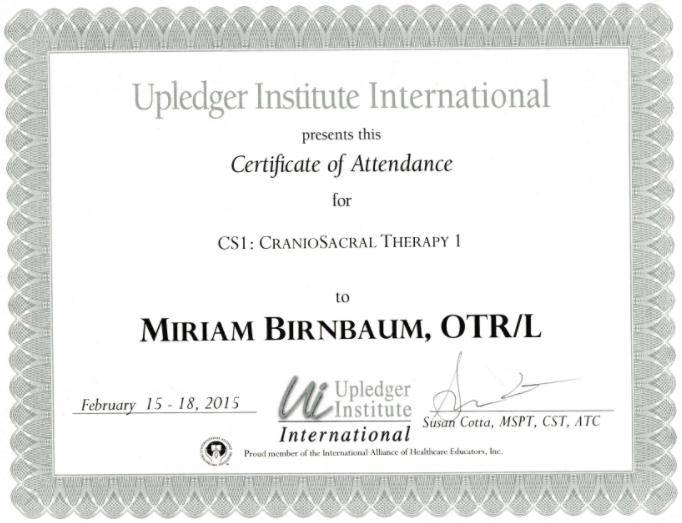 Upledger Institute International
presents this
Certificate of Attendance
for
CS1: CRANIOSACRAL THERAPY 1
to
MIRIAM BIRNBAUM, OTR/L
February 15 - 18, 2015
Ui Upledger
Institute
International
Susan Cotta, MSPT, CST, ATC
Proud member of the International Alliance of Healthcare Educators, Inc.